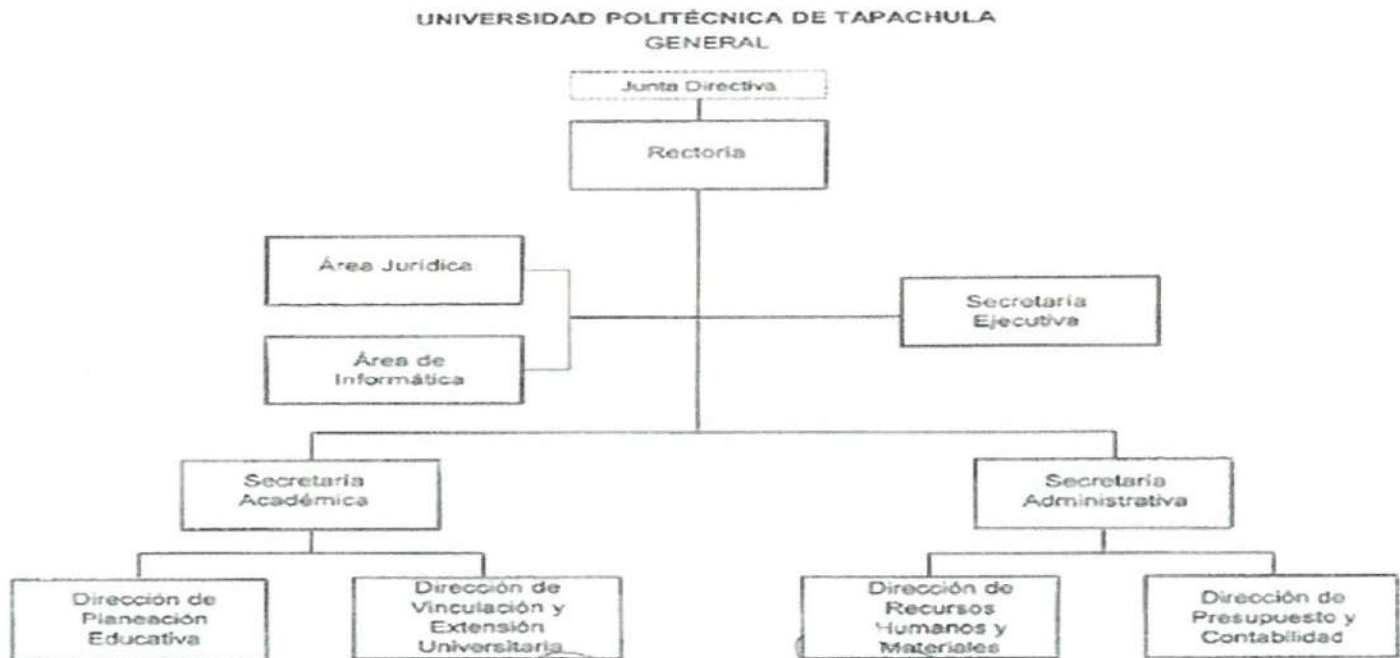 UNIVERSIDAD POLITÉCNICA DE TAPACHULA
GENERAL
Junta Directiva
Rectoría
Área Jurídica
Secretaría
Ejecutiva
Área de
Informática
Secretaría
Académica
Secretaría
Administrativa
Dirección de
Planeación
Educativa
Dirección de
Vinculación y
Extensión
Universitaria
Dirección de
Recursos
Humanos y
Materiales
Dirección de
Presupuesto y
Contabilidad